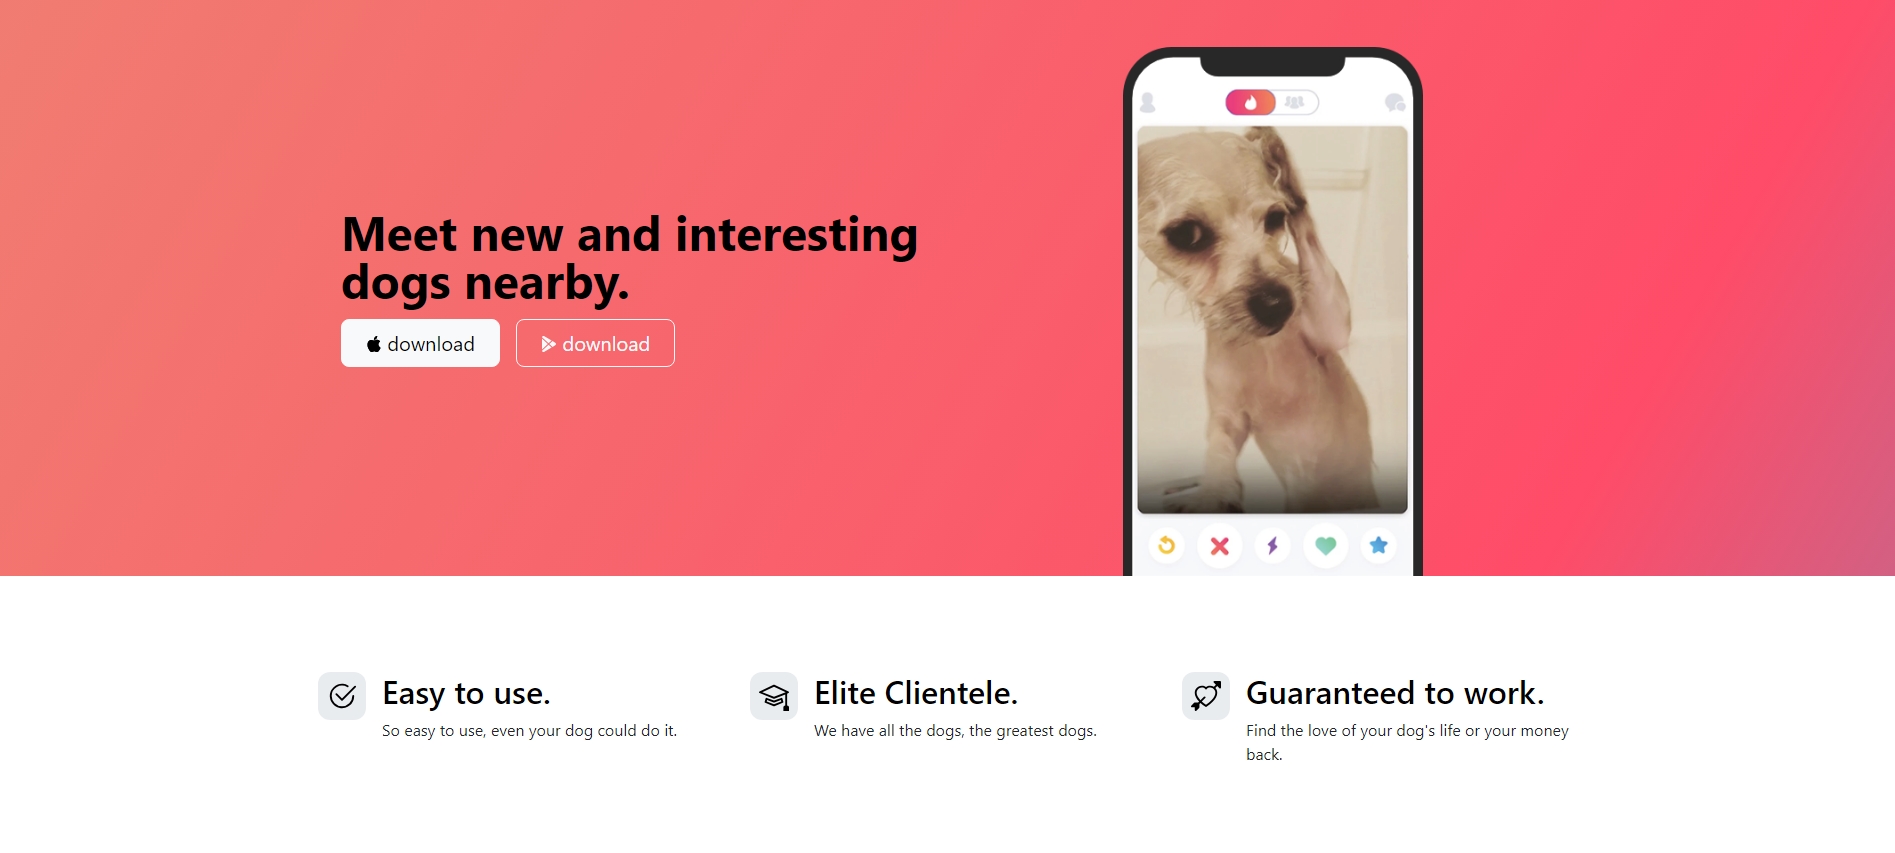 Meet new and interesting
dogs nearby.
download
download
Easy to use.
So easy to use, even your dog could do it.
Elite Clientele.
We have all the dogs, the greatest dogs.
Guaranteed to work.
Find the love of your dog's life or your money
back.